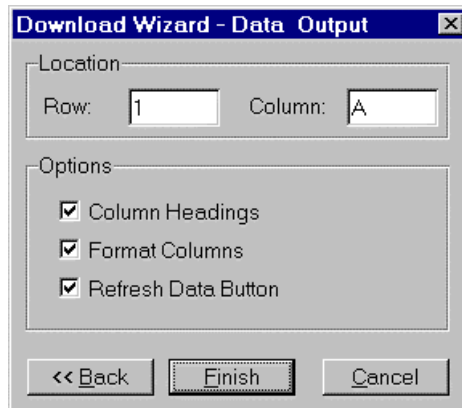 Download Wizard - Data Output
Location
Row: 1 Column: A
Options
Column Headings
Format Columns
Refresh Data Button
<< Back Finish Cancel